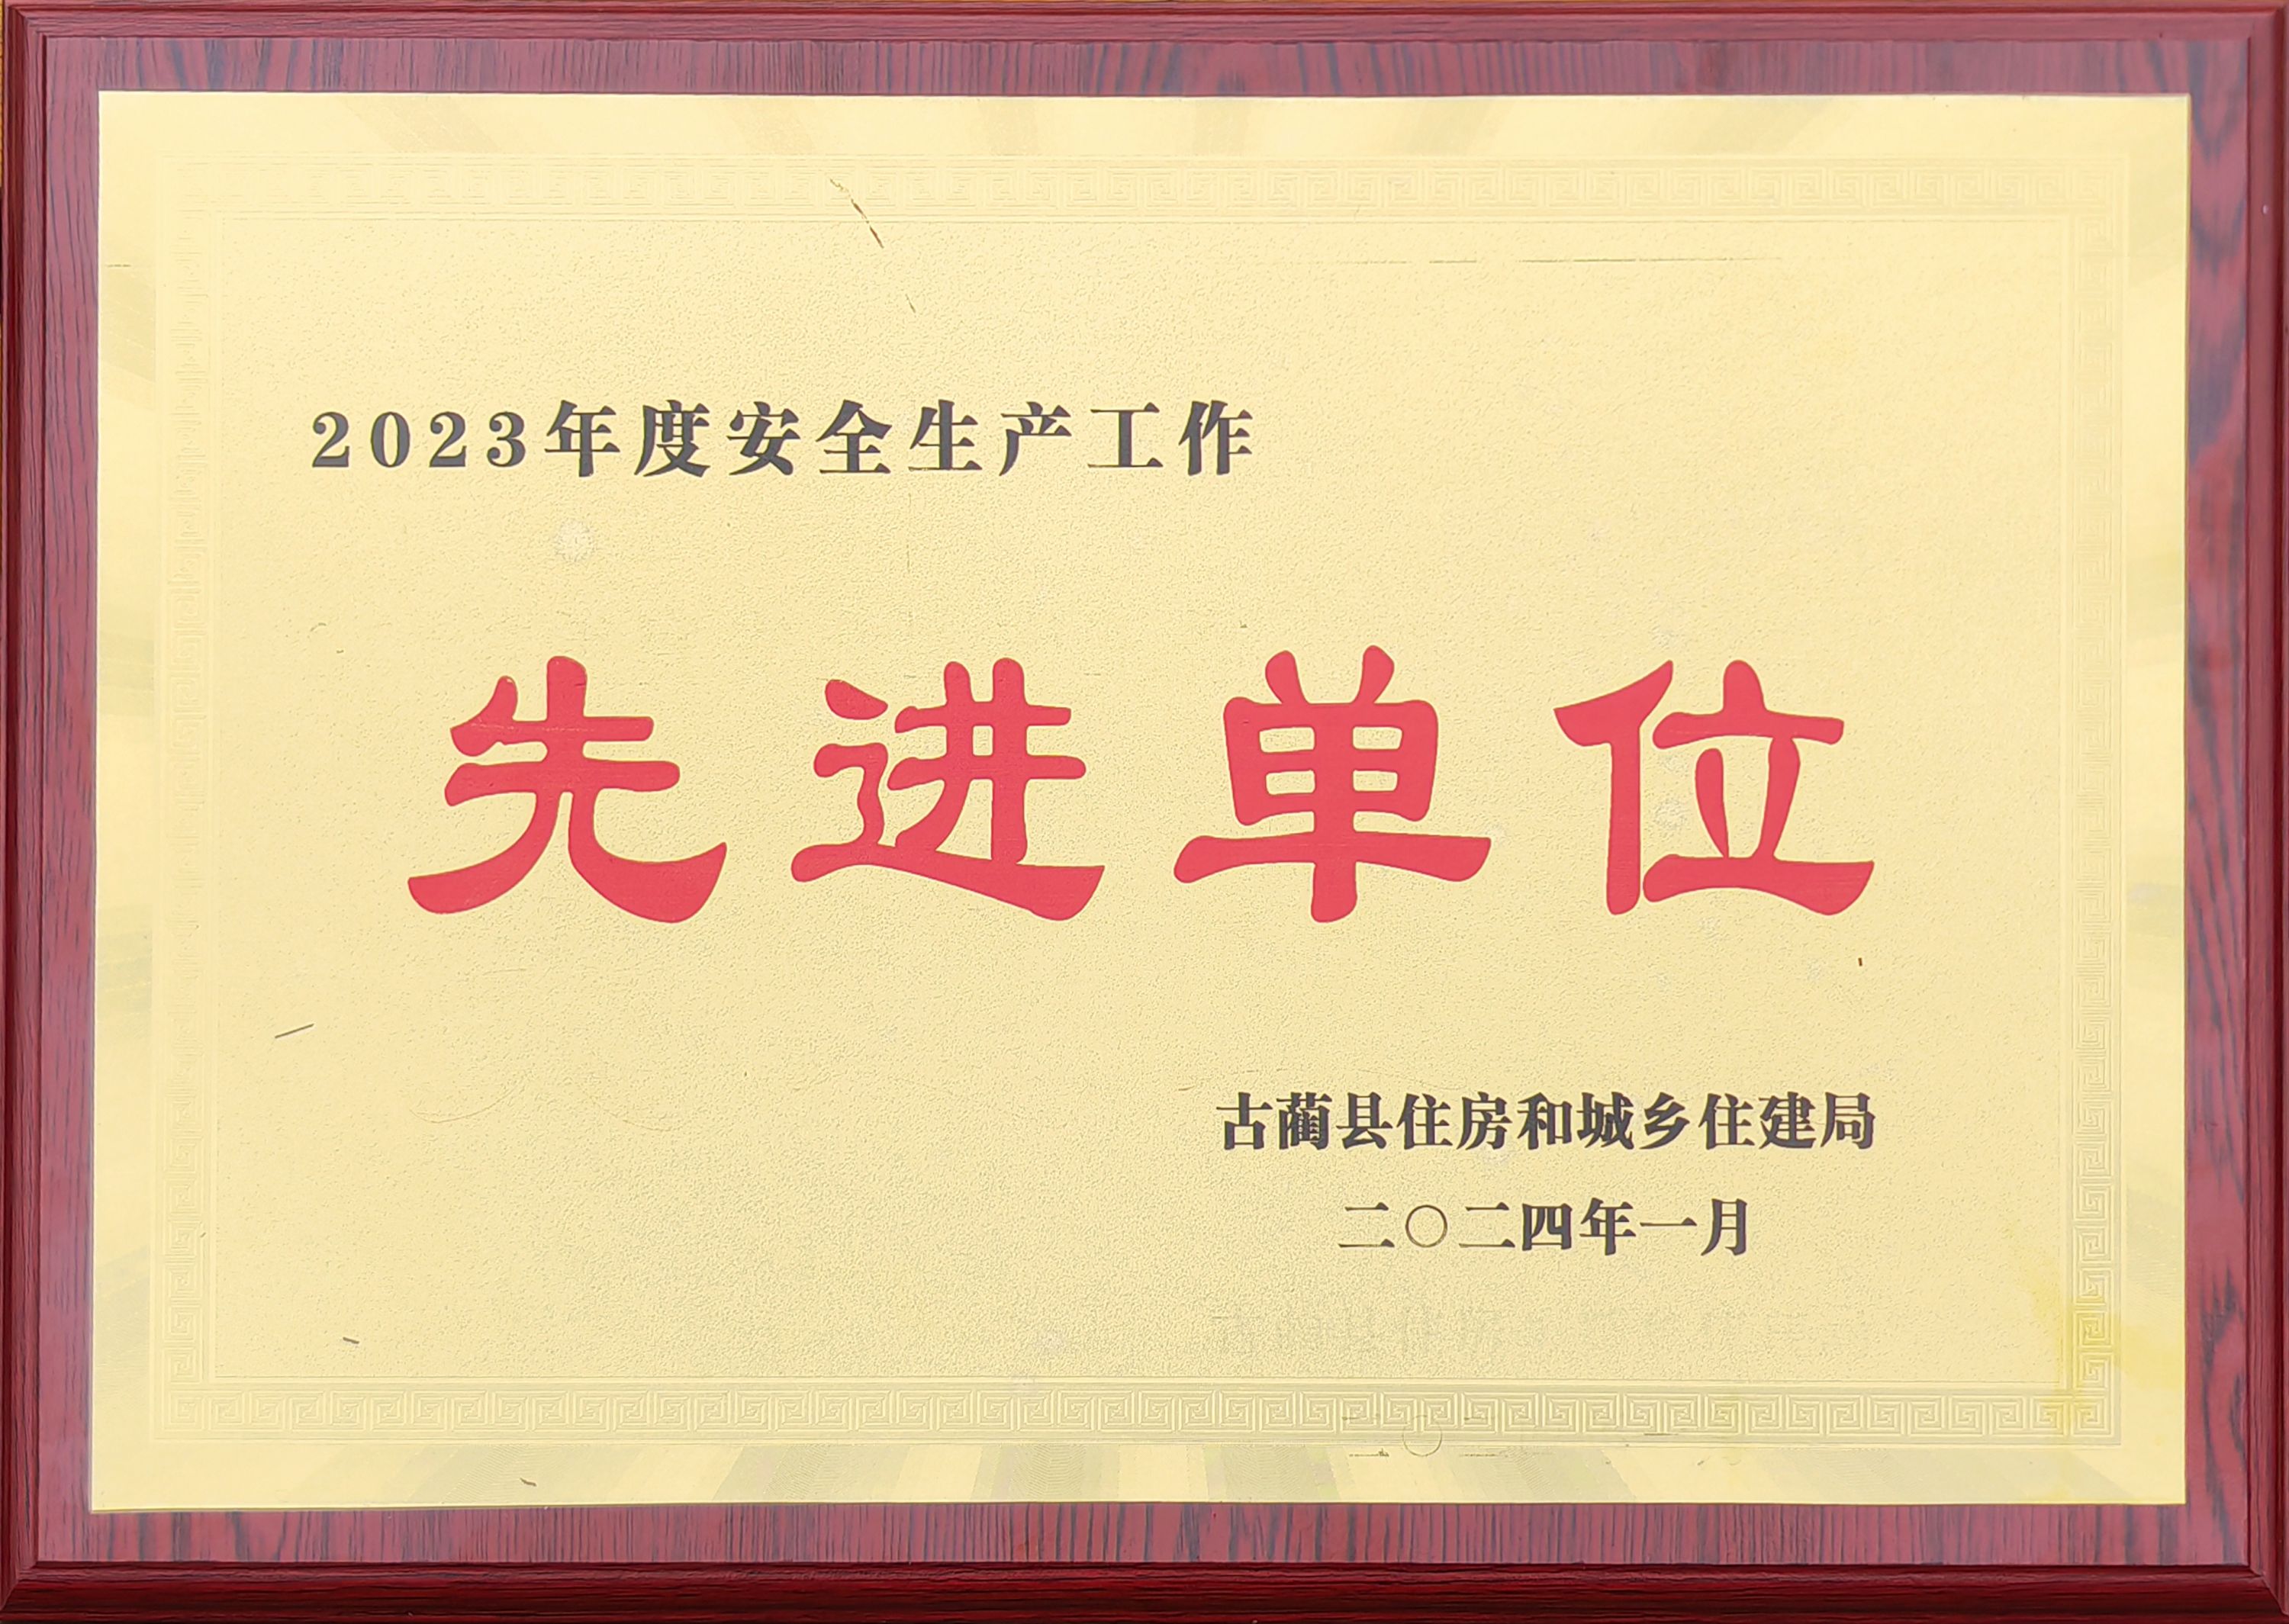 2023年度安全生产工作
先进单位
古蔺县住房和城乡住建局
二〇二四年一月